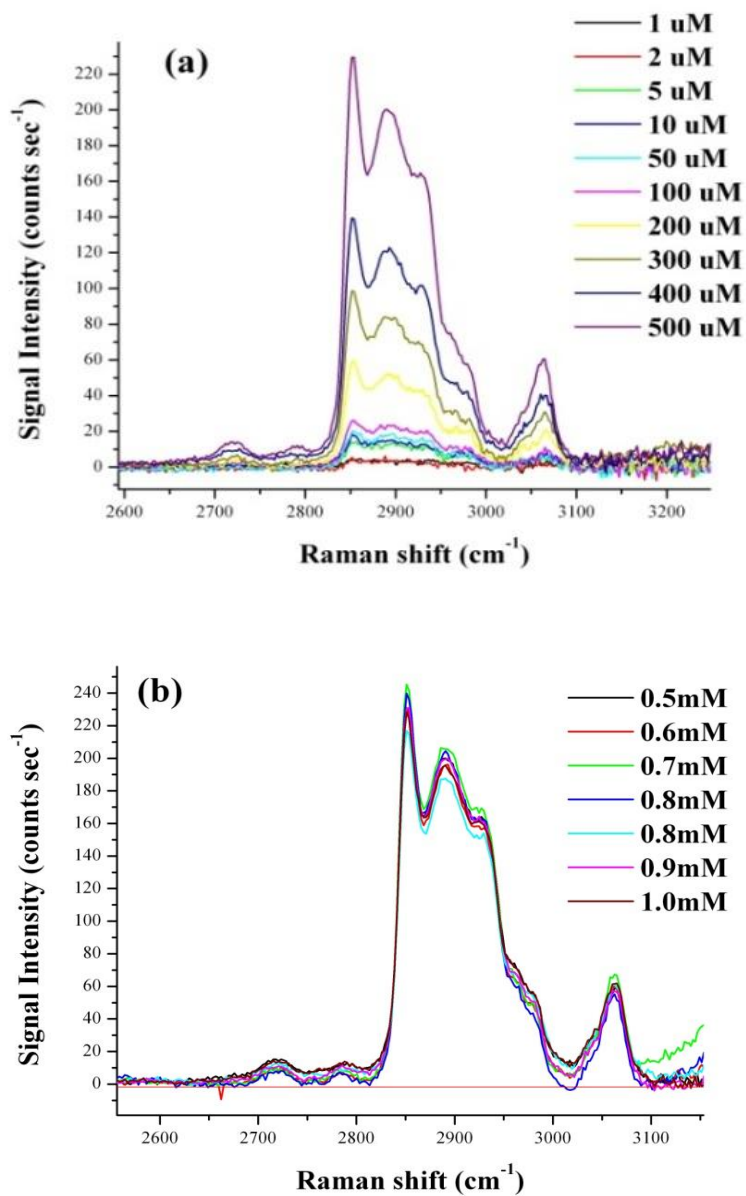 (a)
1 uM
2 uM
5 uM
10 uM
50 uM
100 uM
200 uM
300 uM
400 uM
500 uM
Signal Intensity (counts sec⁻¹)
220
200
180
160
140
120
100
80
60
40
20
0
2600 2700 2800 2900 3000 3100 3200
Raman shift (cm⁻¹)
(b)
0.5mM
0.6mM
0.7mM
0.8mM
0.8mM
0.9mM
1.0mM
Signal Intensity (counts sec⁻¹)
240
220
200
180
160
140
120
100
80
60
40
20
0
2600 2700 2800 2900 3000 3100
Raman shift (cm⁻¹)